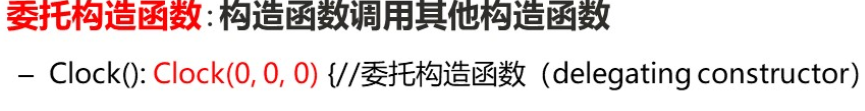 委托构造函数:构造函数调用其他构造函数
– Clock(): Clock(0, 0, 0) {//委托构造函数（delegating constructor）